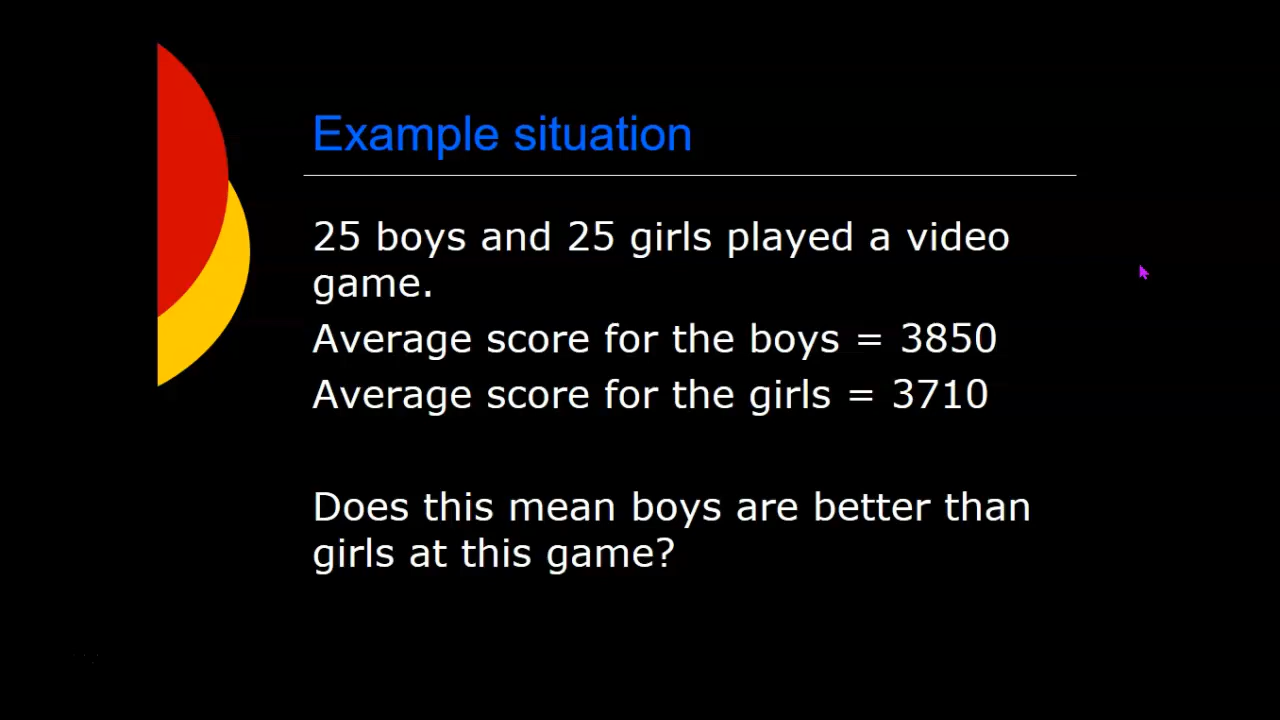 Example situation
25 boys and 25 girls played a video
game.
Average score for the boys = 3850
Average score for the girls = 3710
Does this mean boys are better than
girls at this game?